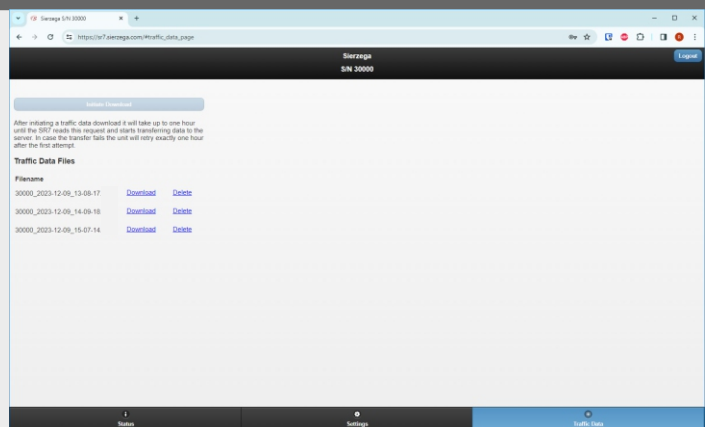 Sierzega S/N 30000
https://sr7.sierzega.com/#traffic_data_page
Sierzega
S/N 30000
Logout
Initiate Download
After initiating a traffic data download it will take up to one hour
until the SR7 reads this request and starts transferring data to the
server. In case the transfer fails the unit will retry exactly one hour
after the first attempt.
Traffic Data Files
Filename
30000_2023-12-09_13-08-17 Download Delete
30000_2023-12-09_14-09-18 Download Delete
30000_2023-12-09_15-07-14 Download Delete
Status Settings Traffic Data